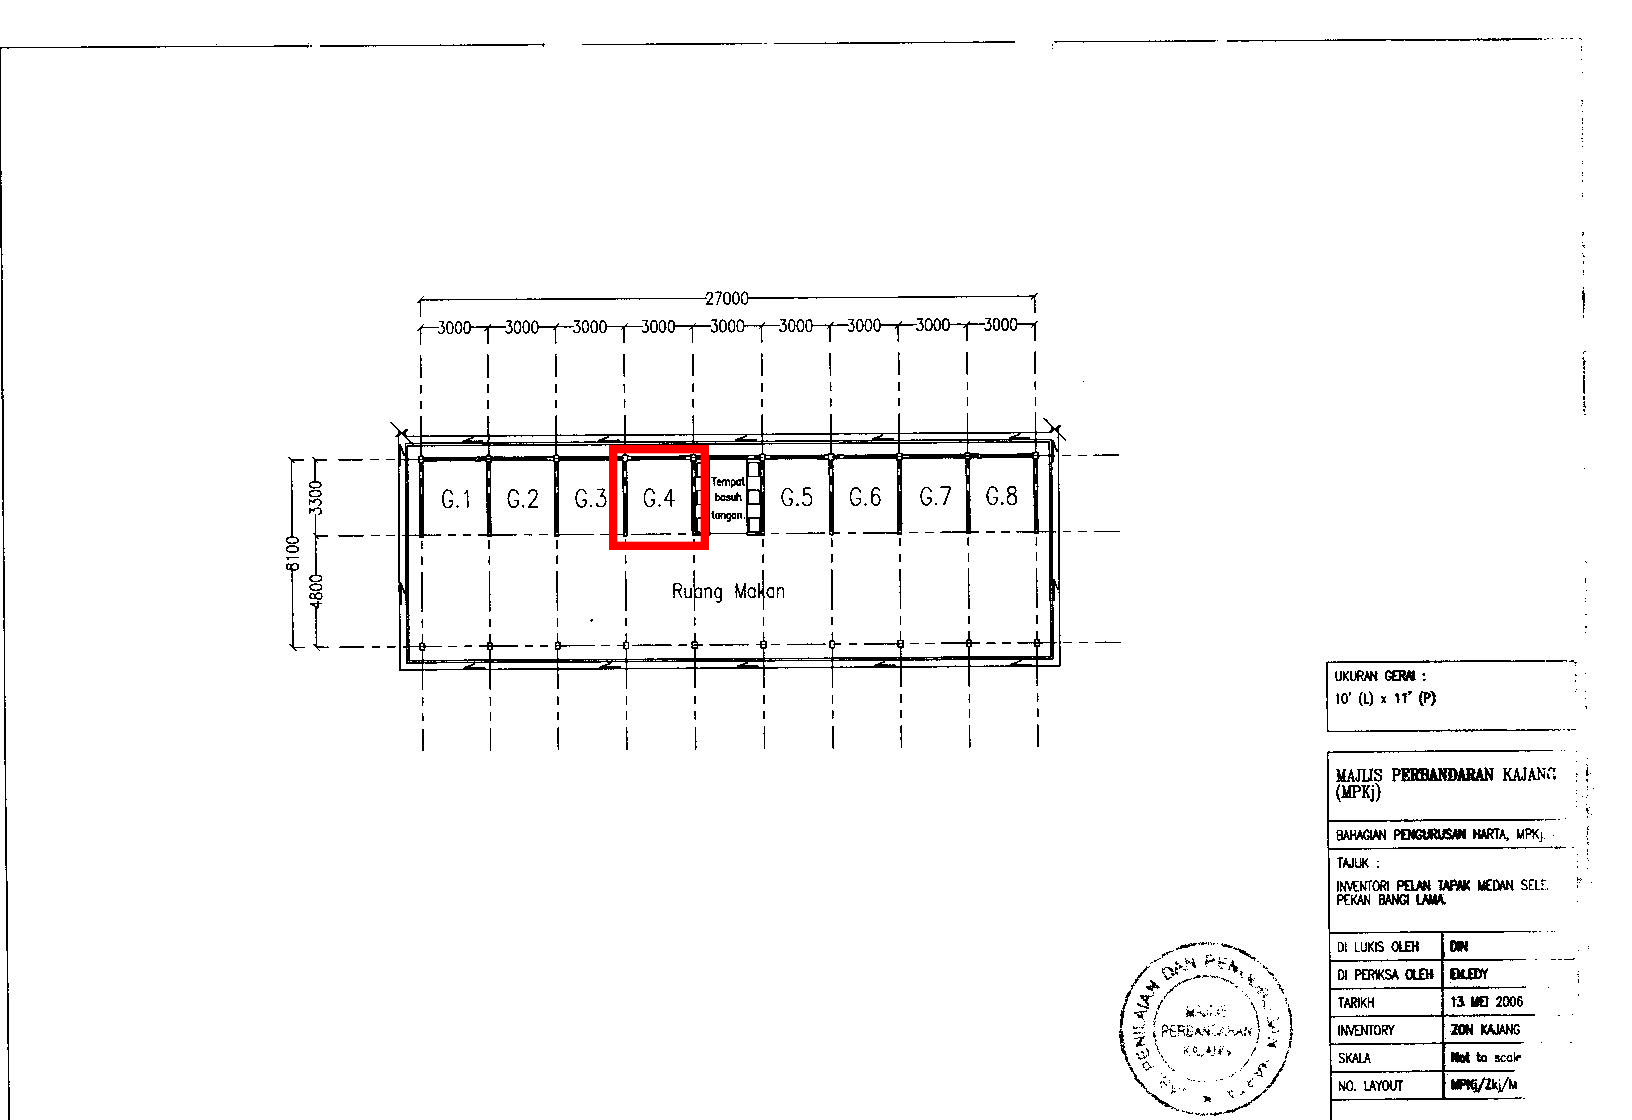 27000
3000 3000 3000 3000 3000 3000 3000 3000 3000
3300
8100
4800
G.1 G.2 G.3 G.4
Tempat
basuh
tangan.
G.5 G.6 G.7 G.8
Ruang Makan
UKURAN GERAI :
10' (L) x 11' (P)
MAJLIS PERBANDARAN KAJANG
(MPKj)
BAHAGIAN PENGURUSAN HARTA, MPKj.
TAJUK :
INVENTORI PELAN TAPAK MEDAN SELE
PEKAN BANGI LAMA.
DI LUKIS OLEH DIN
DI PERIKSA OLEH
TARIKH 13 MEI 2006
INVENTORY ZON KAJANG
SKALA Not to scale
NO. LAYOUT MPKj/Zkj/M
PENILAIAN DAN
MAJLIS
PERBANDARAN
KAJANG